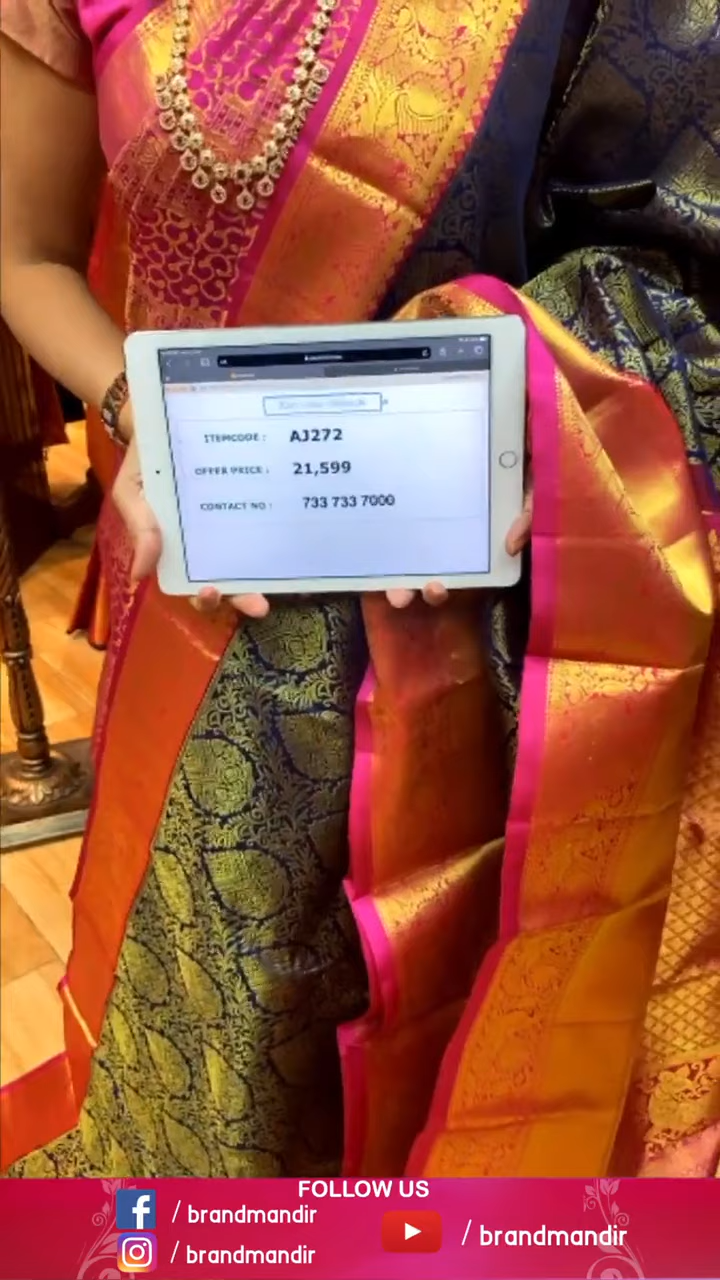 ITEMCODE : AJ272
OFFER PRICE : 21,599
CONTACT NO : 733 733 7000
FOLLOW US
/ brandmandir
/ brandmandir
/ brandmandir